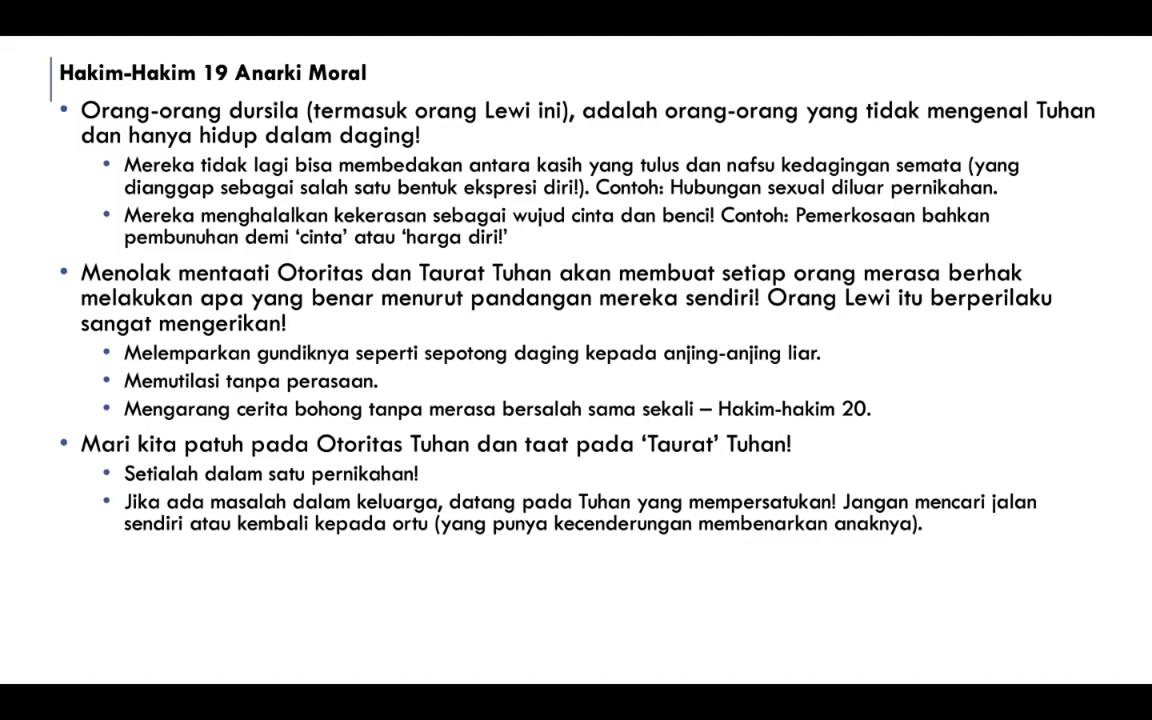 Hakim-Hakim 19 Anarki Moral
• Orang-orang dursila (termasuk orang Lewi ini), adalah orang-orang yang tidak mengenal Tuhan
dan hanya hidup dalam daging!
• Mereka tidak lagi bisa membedakan antara kasih yang tulus dan nafsu kedagingan semata (yang
dianggap sebagai salah satu bentuk ekspresi diri!). Contoh: Hubungan sexual diluar pernikahan.
• Mereka menghalalkan kekerasan sebagai wujud cinta dan benci! Contoh: Pemerkosaan bahkan
pembunuhan demi ‘cinta’ atau ‘harga diri!’
• Menolak mentaati Otoritas dan Taurat Tuhan akan membuat setiap orang merasa berhak
melakukan apa yang benar menurut pandangan mereka sendiri! Orang Lewi itu berperilaku
sangat mengerikan!
• Melemparkan gundiknya seperti sepotong daging kepada anjing-anjing liar.
• Memutilasi tanpa perasaan.
• Mengarang cerita bohong tanpa merasa bersalah sama sekali – Hakim-hakim 20.
• Mari kita patuh pada Otoritas Tuhan dan taat pada ‘Taurat’ Tuhan!
• Setialah dalam satu pernikahan!
• Jika ada masalah dalam keluarga, datang pada Tuhan yang mempersatukan! Jangan mencari jalan
sendiri atau kembali kepada ortu (yang punya kecenderungan membenarkan anaknya).